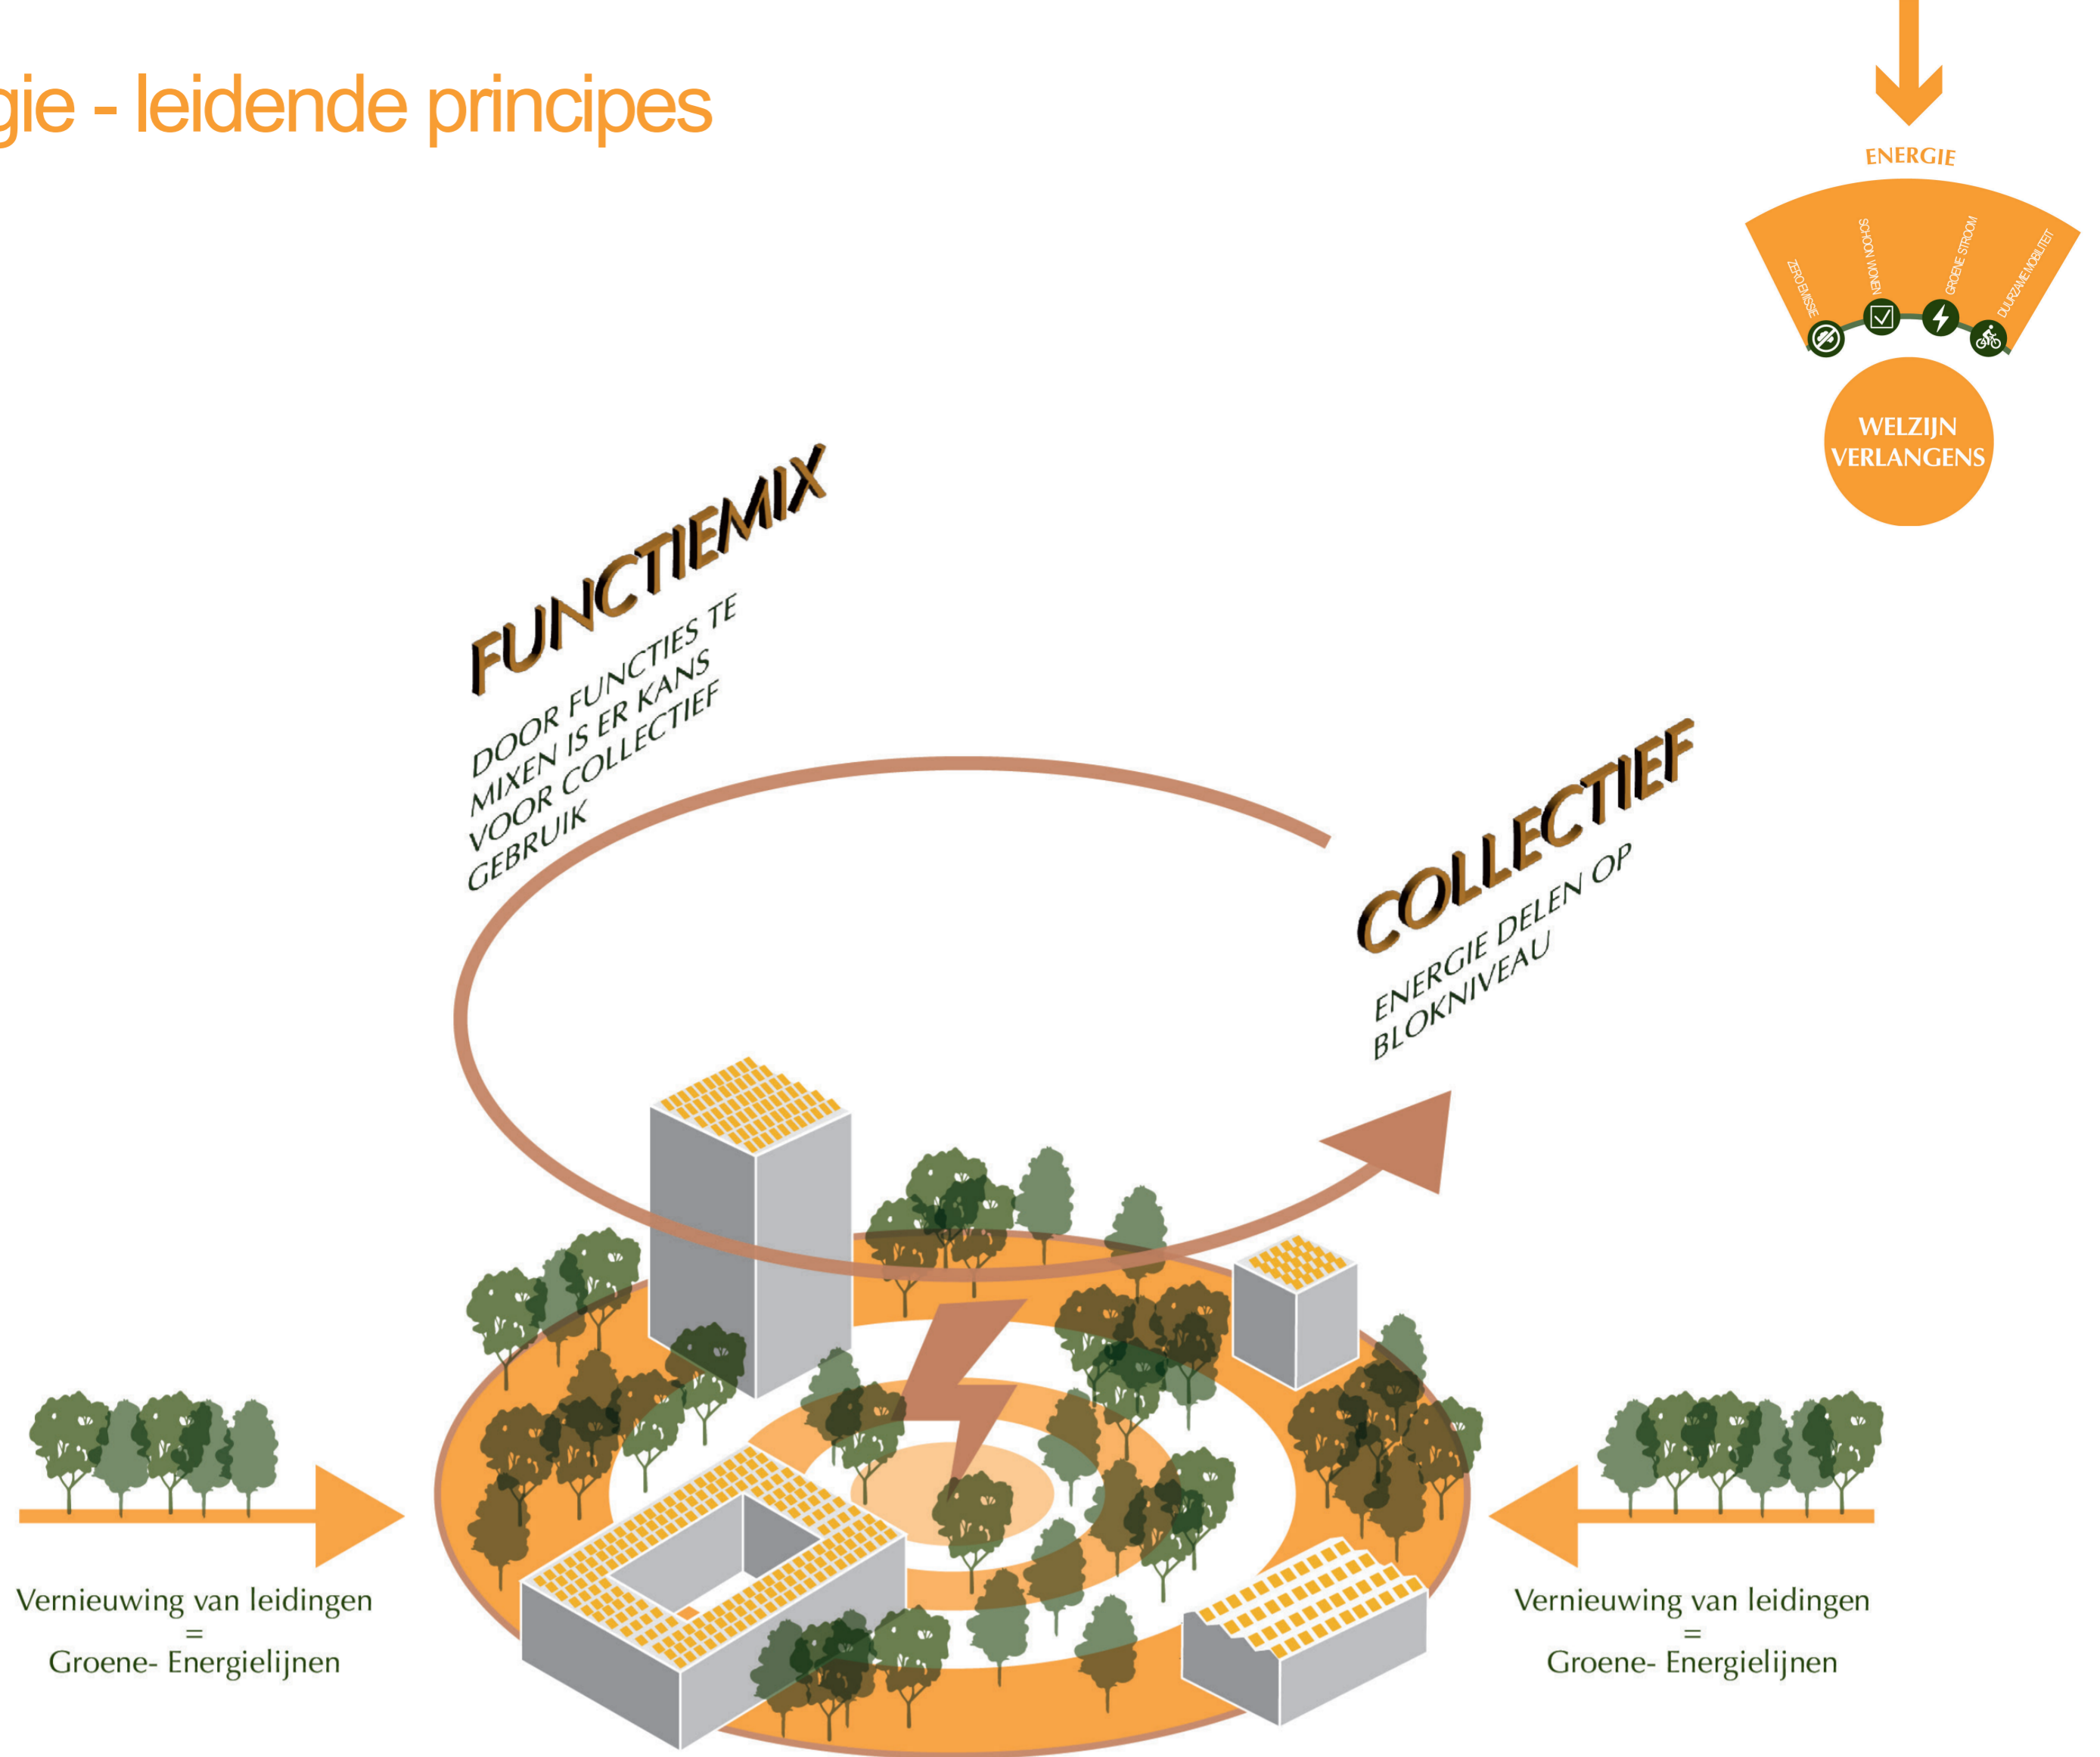 gie - leidende principes
ENERGIE
ZERO EMISSIE
SCHOON WONEN
GROENE STROOM
DUURZAME MOBILITEIT
WELZIJN
VERLANGENS
FUNCTIEMIX
DOOR FUNCTIES TE
MIXEN IS ER KANS
VOOR COLLECTIEF
GEBRUIK
COLLECTIEF
ENERGIE DELEN OP
BLOKNIVEAU
Vernieuwing van leidingen
=
Groene- Energielijnen
Vernieuwing van leidingen
=
Groene- Energielijnen